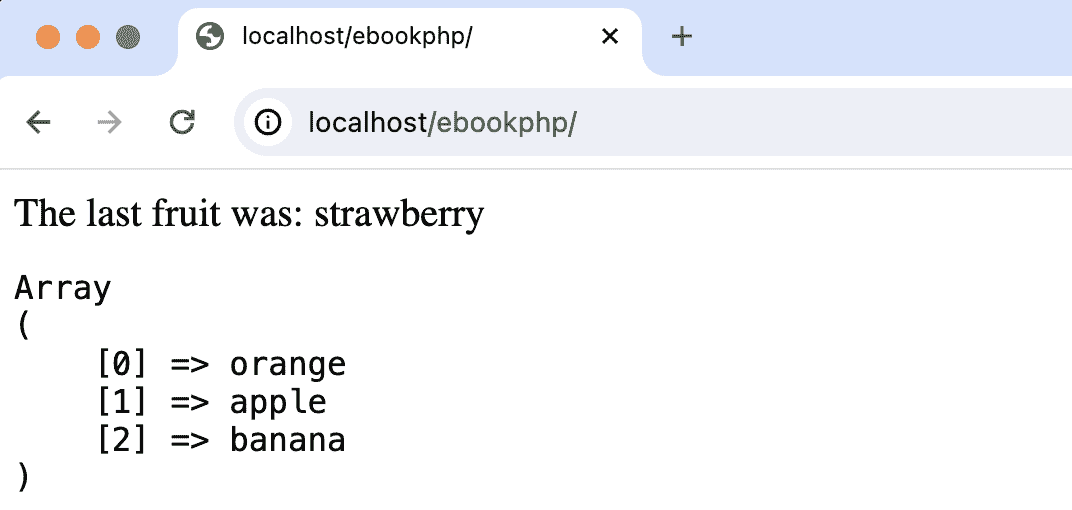 localhost/ebookphp/
localhost/ebookphp/
The last fruit was: strawberry
Array
(
    [0] => orange
    [1] => apple
    [2] => banana
)